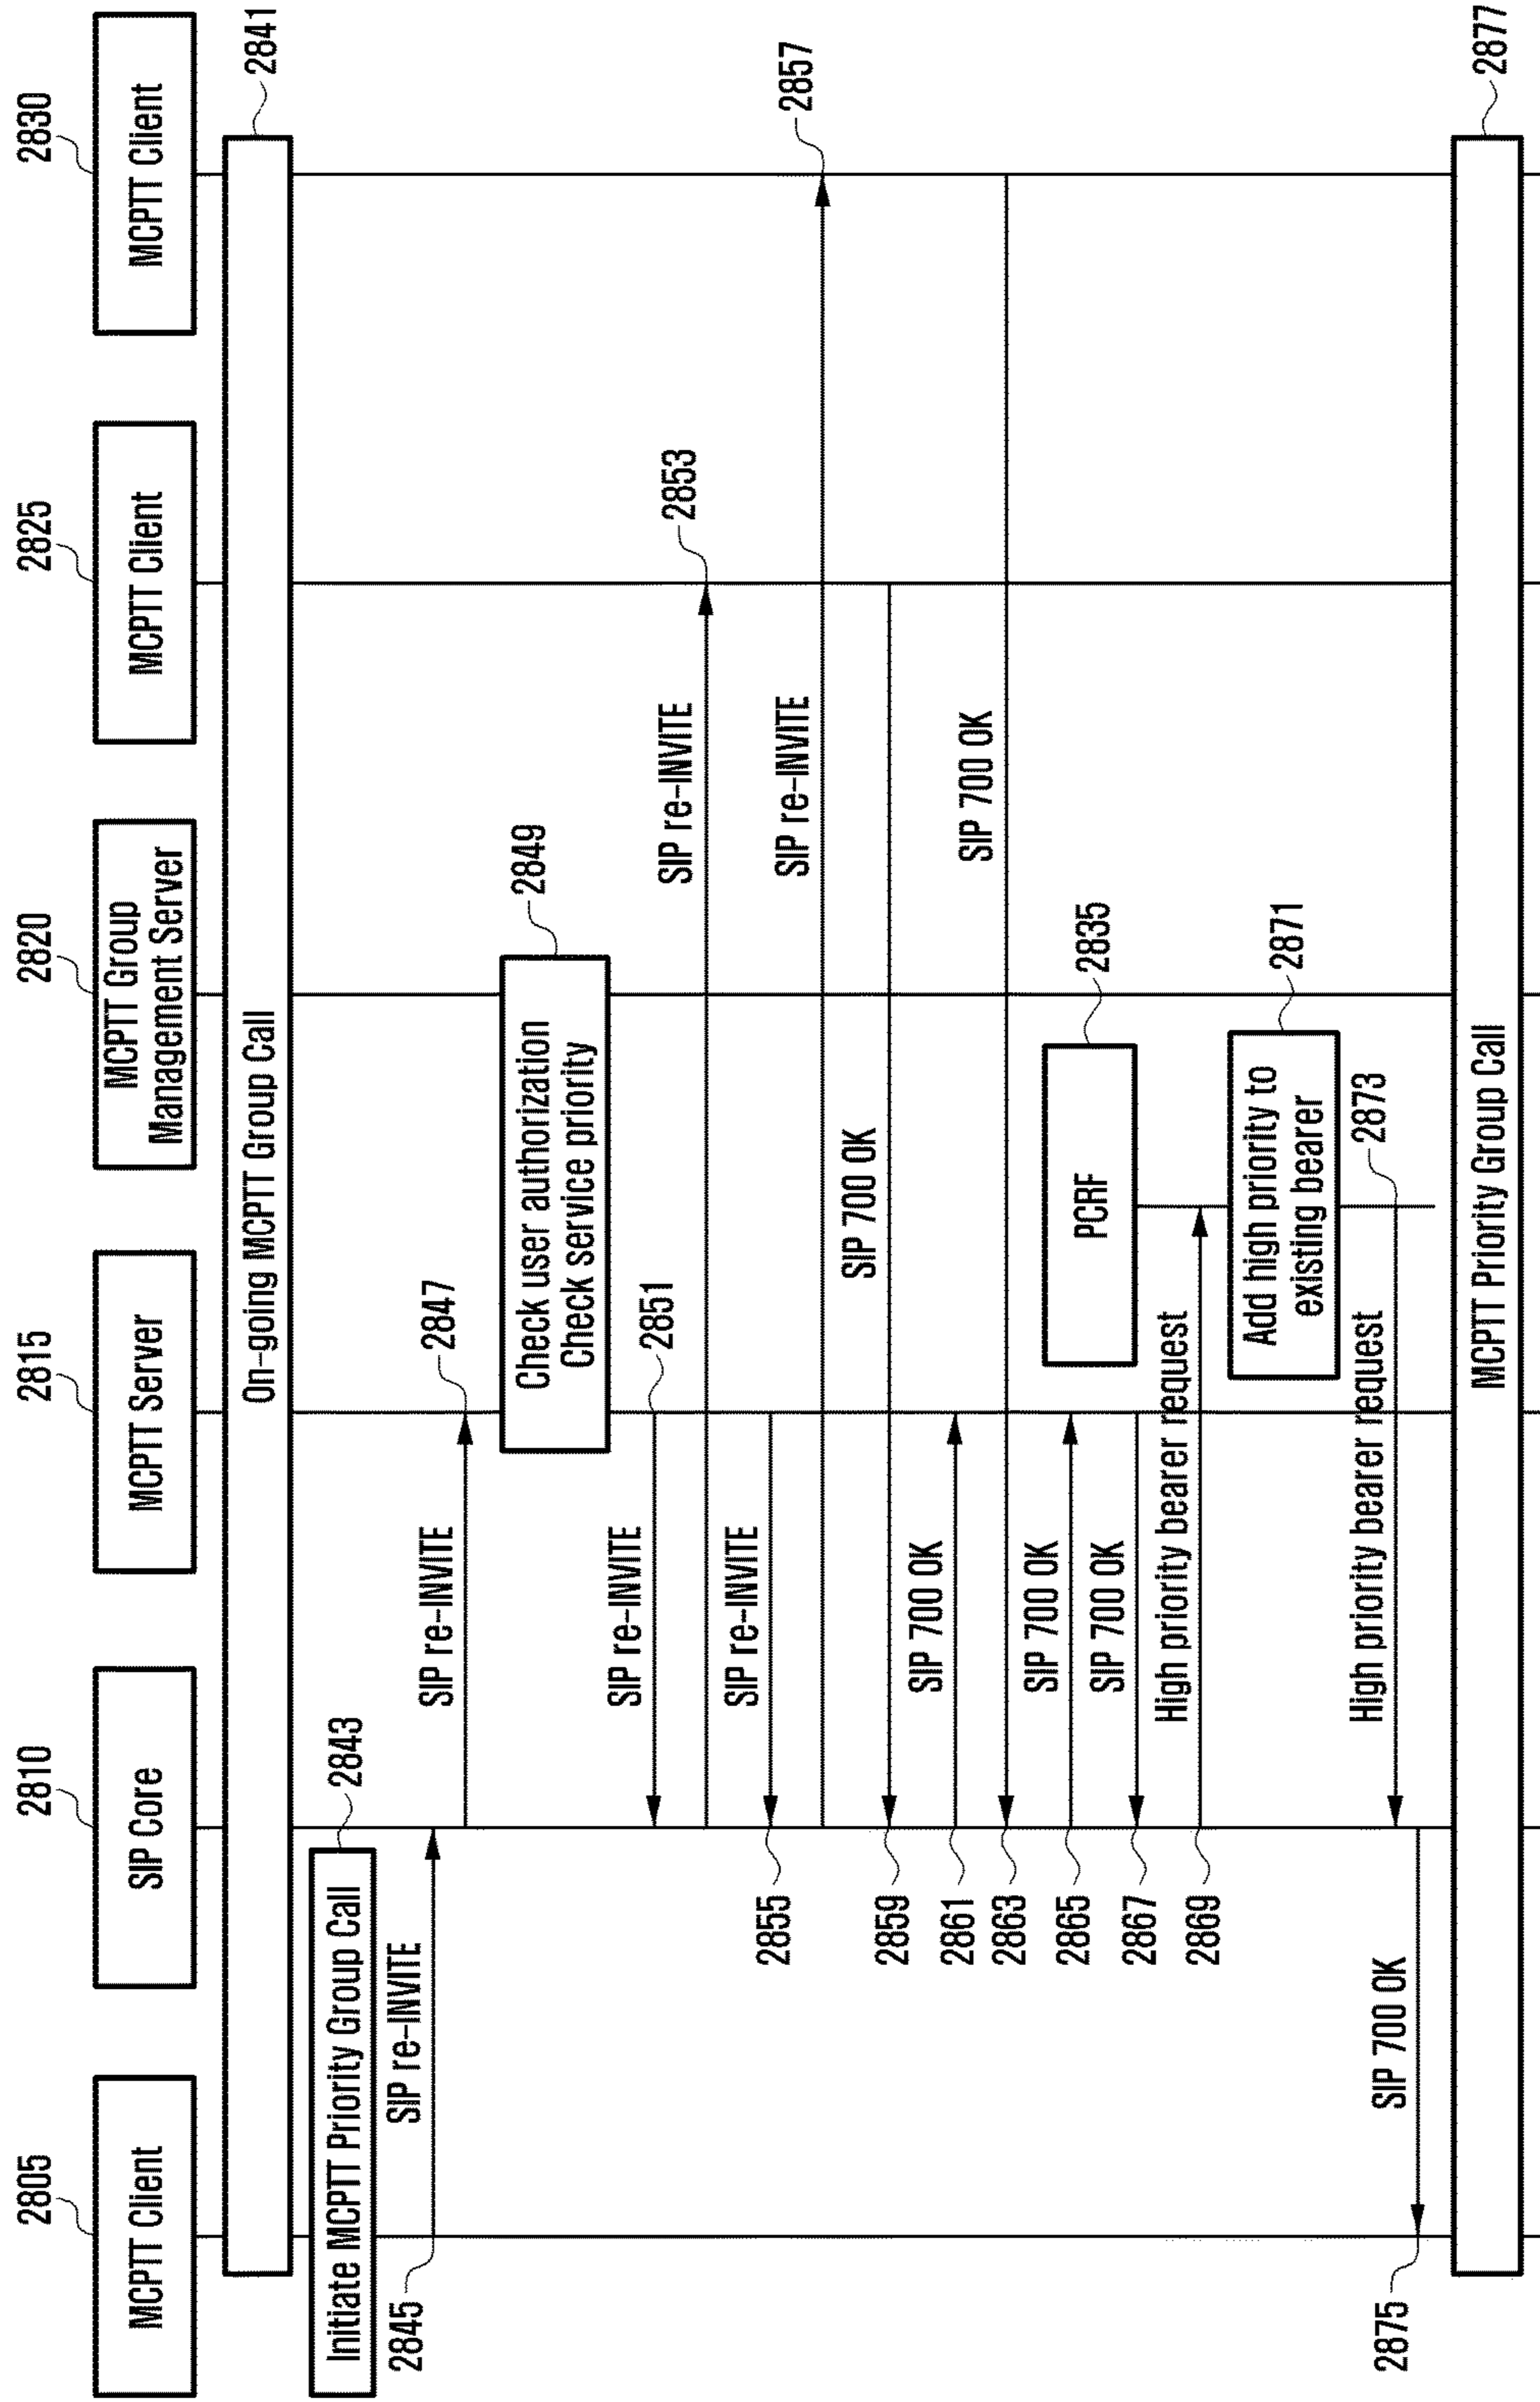 2805
2810
2815
2820
2825
2830
MCPTT Client
SIP Core
MCPTT Server
MCPTT Group
Management Server
MCPTT Client
MCPTT Client
On-going MCPTT Group Call
2841
Initiate MCPTT Priority Group Call
2843
SIP re-INVITE
2845
SIP re-INVITE
2847
Check user authorization
Check service priority
2849
SIP re-INVITE
2851
SIP re-INVITE
2853
SIP re-INVITE
2855
SIP re-INVITE
2857
SIP 700 OK
2859
SIP 700 OK
2861
SIP 700 OK
2863
SIP 700 OK
2865
PCRF
2835
SIP 700 OK
2867
High priority bearer request
2869
Add high priority to
existing bearer
2871
High priority bearer request
2873
SIP 700 OK
2875
MCPTT Priority Group Call
2877